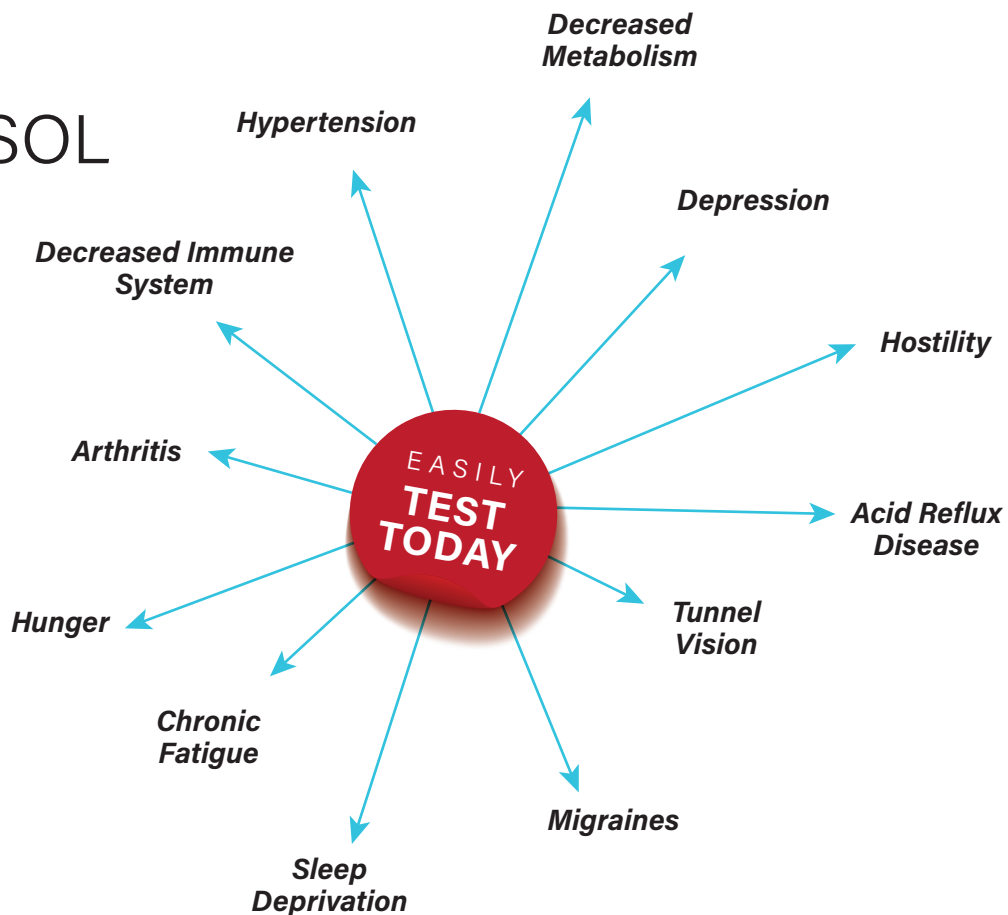 Decreased
Metabolism
SOL
Hypertension
Depression
Decreased Immune
System
Hostility
Arthritis
EASILY
TEST
TODAY
Acid Reflux
Disease
Hunger
Tunnel
Vision
Chronic
Fatigue
Migraines
Sleep
Deprivation